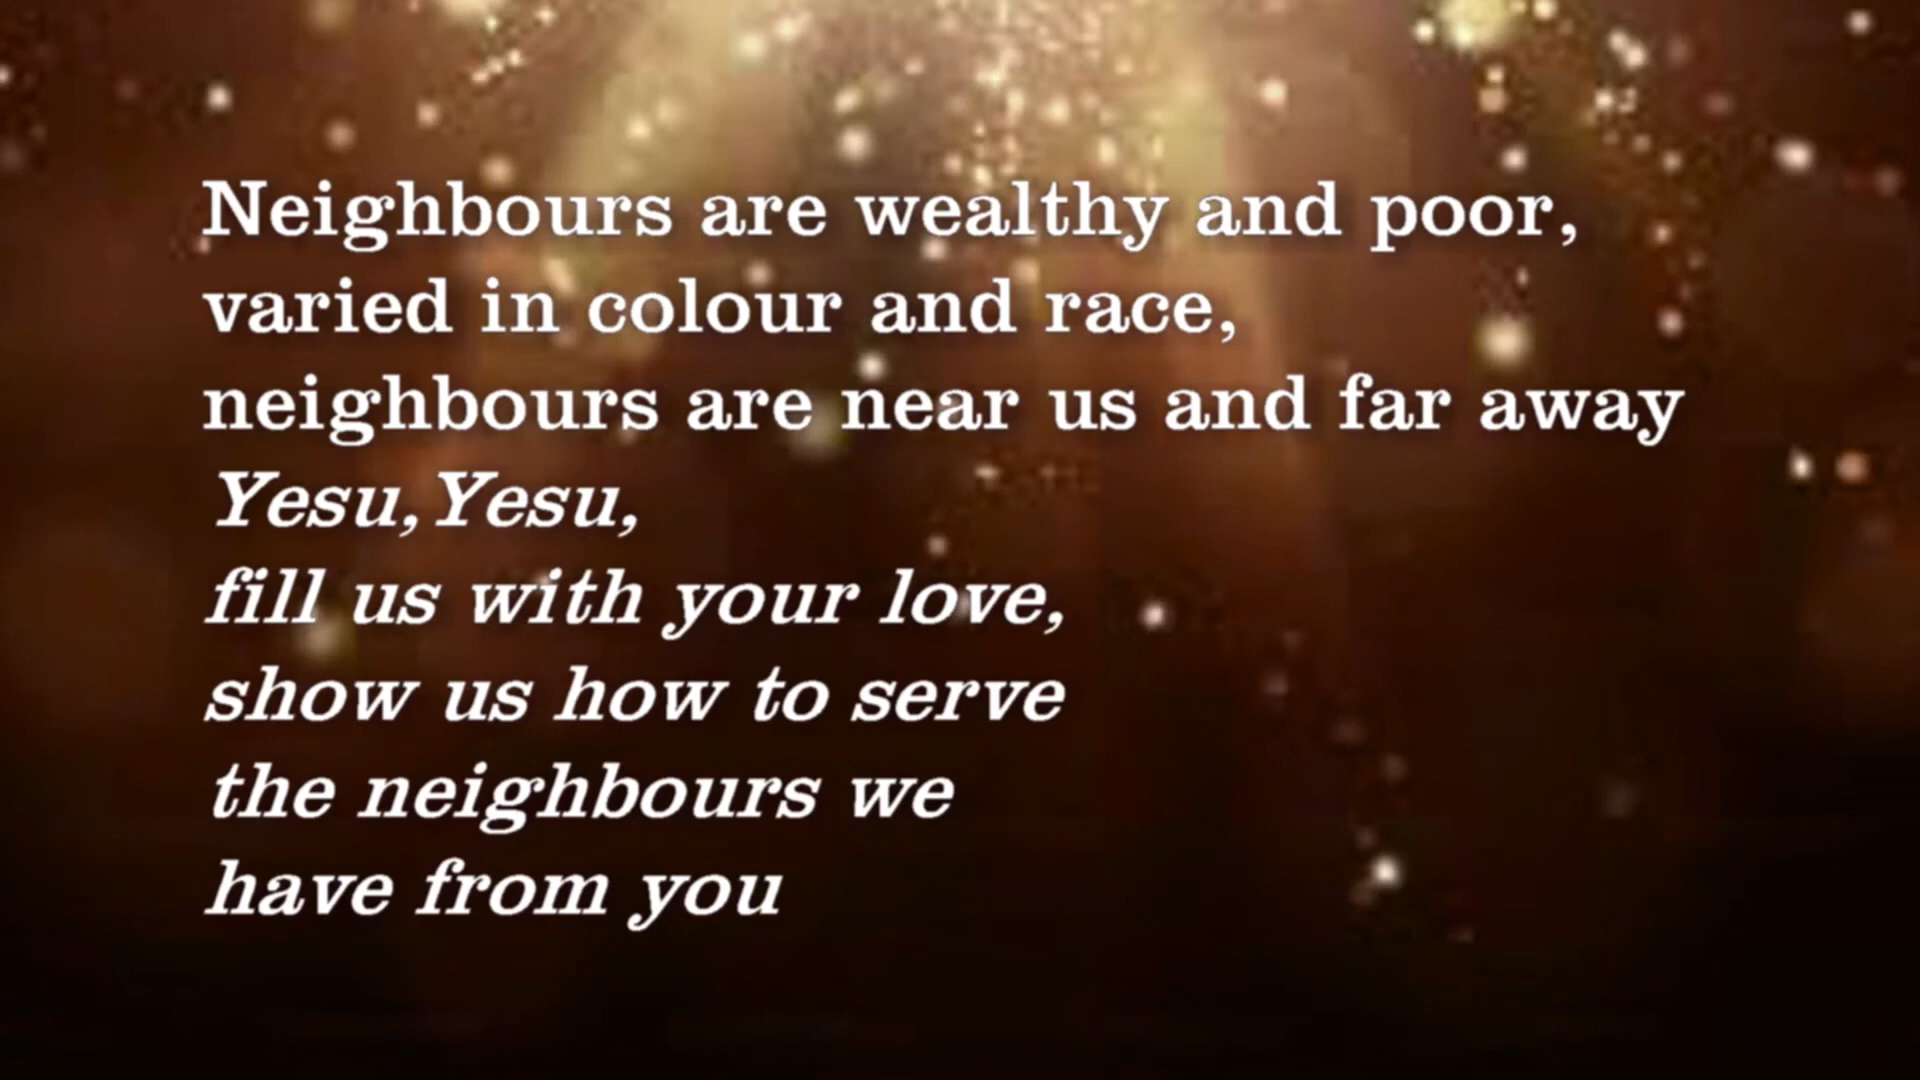 Neighbours are wealthy and poor,
varied in colour and race,
neighbours are near us and far away
Yesu, Yesu,
fill us with your love,
show us how to serve
the neighbours we
have from you